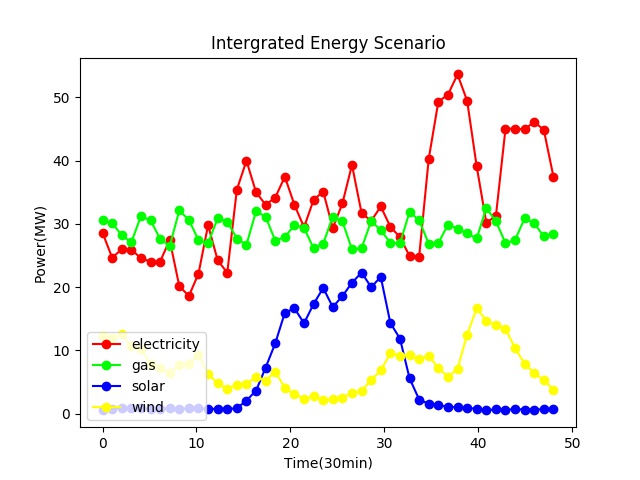 Intergrated Energy Scenario
Power(MW)
50
40
30
20
10
0
electricity
gas
solar
wind
0 10 20 30 40 50
Time(30min)